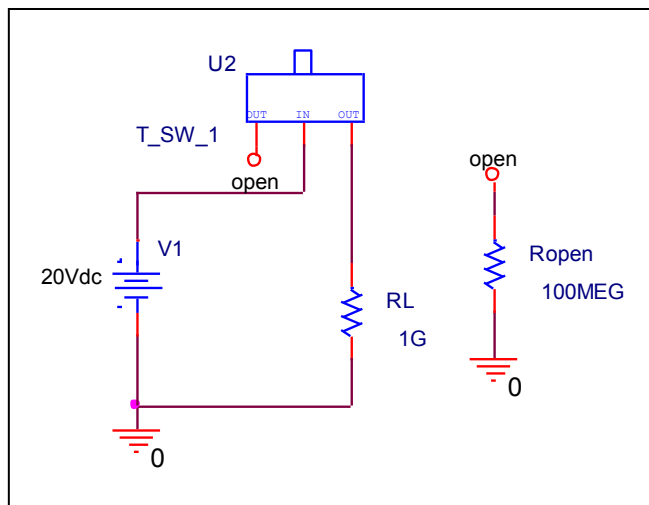 U2
OUT IN OUT
T_SW_1
open
open
V1
20Vdc
Ropen
100MEG
RL
1G
0
0